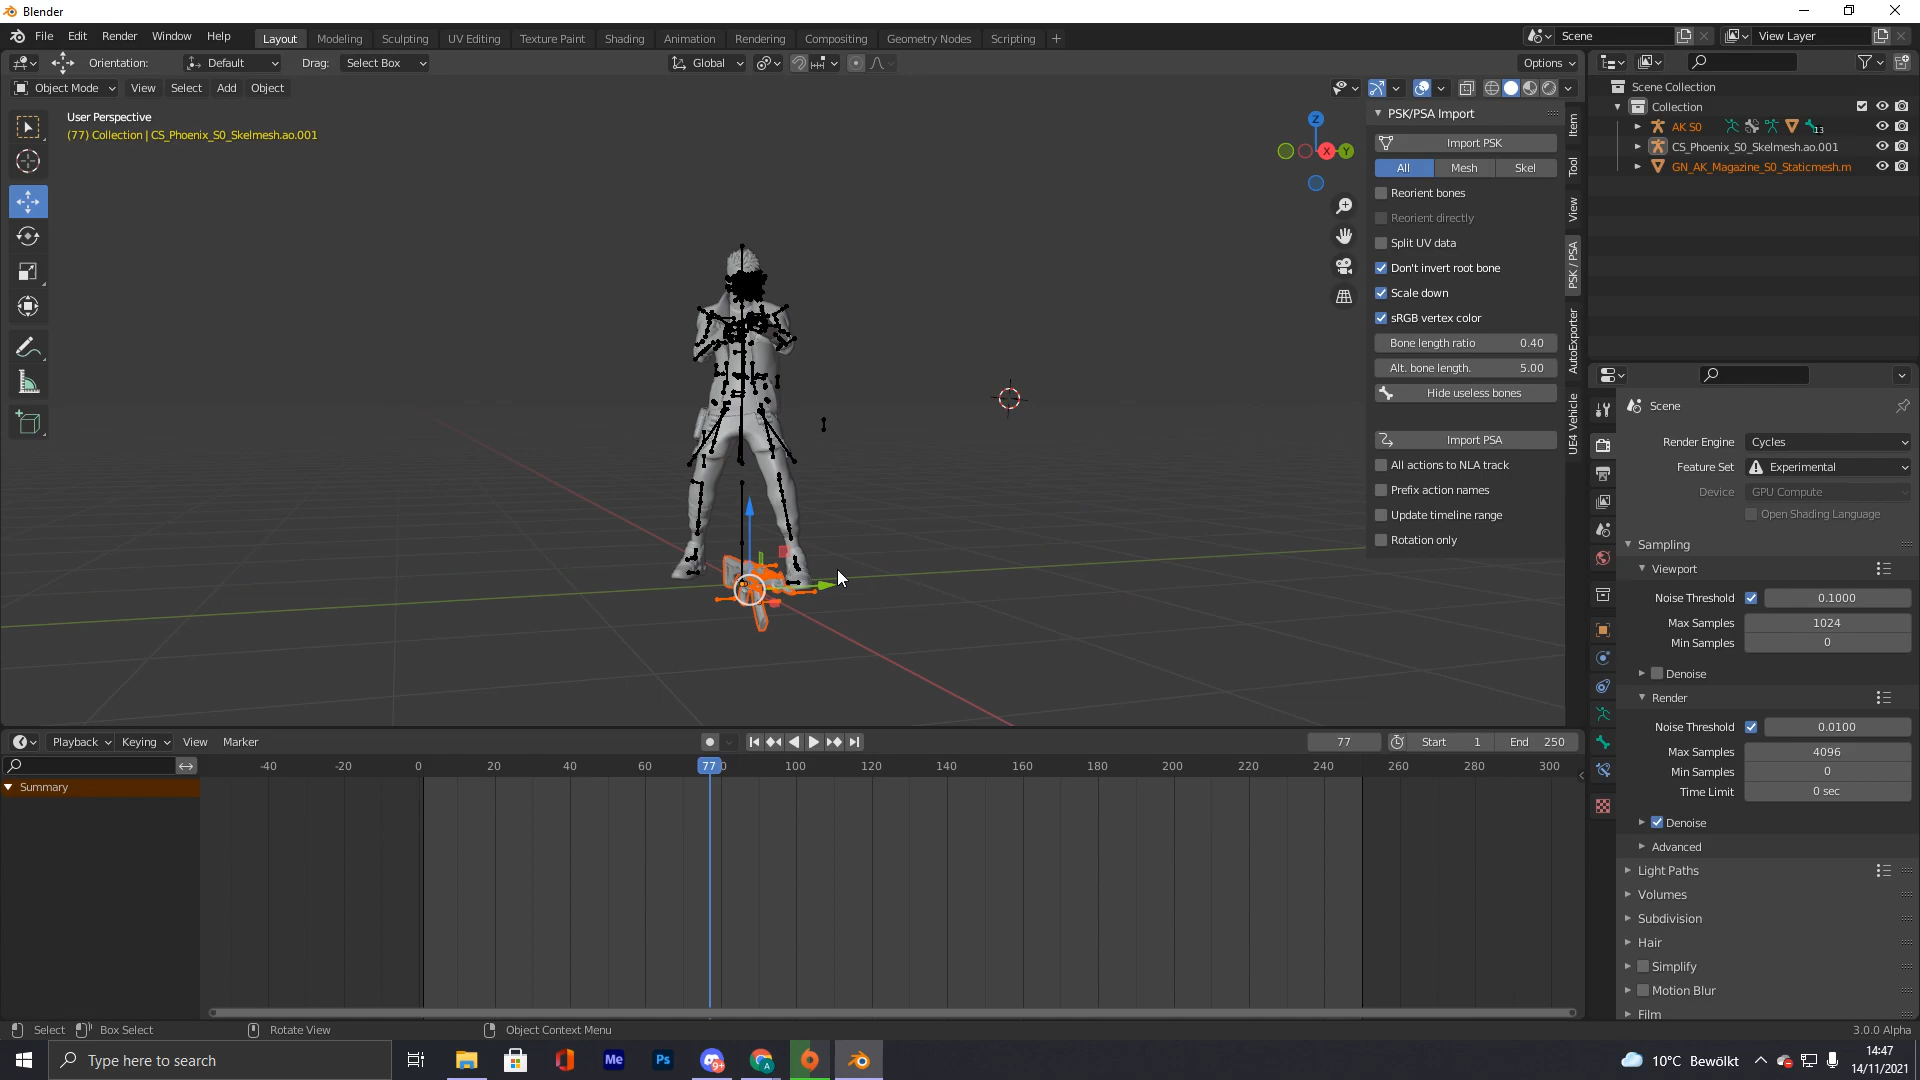 Blender
File Edit Render Window Help
Layout Modeling Sculpting UV Editing Texture Paint Shading Animation Rendering Compositing Geometry Nodes Scripting +
Scene
View Layer
Orientation: Default Drag: Select Box
Global
Options
Object Mode View Select Add Object
User Perspective
(77) Collection | CS_Phoenix_S0_Skelmesh.ao.001
Z
X
Y
PSK/PSA Import
Import PSK
All Mesh Skel
Reorient bones
Reorient directly
Split UV data
Don't invert root bone
Scale down
sRGB vertex color
Bone length ratio 0.40
Alt. bone length. 5.00
Hide useless bones
Import PSA
All actions to NLA track
Prefix action names
Update timeline range
Rotation only
Item
Tool
View
PSK / PSA
AutoExporter
UE4 Vehicle
Scene Collection
Collection
AK S0 13
CS_Phoenix_S0_Skelmesh.ao.001
GN_AK_Magazine_S0_Staticmesh.m
Scene
Render Engine Cycles
Feature Set Experimental
Device GPU Compute
Open Shading Language
Sampling
Viewport
Noise Threshold 0.1000
Max Samples 1024
Min Samples 0
Denoise
Render
Noise Threshold 0.0100
Max Samples 4096
Min Samples 0
Time Limit 0 sec
Denoise
Advanced
Light Paths
Volumes
Subdivision
Hair
Simplify
Motion Blur
Film
Playback Keying View Marker
77 Start 1 End 250
-40 -20 0 20 40 60 77 0 100 120 140 160 180 200 220 240 260 280 300
Summary
Select Box Select Rotate View Object Context Menu
3.0.0 Alpha
Type here to search
Me Ps 9+ A
10°C Bewölkt
14:47
14/11/2021